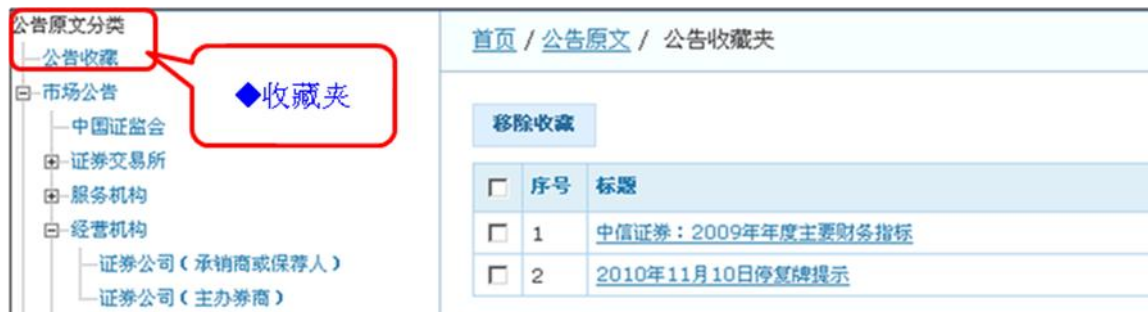 公告原文分类
公告收藏
市场公告
中国证监会
证券交易所
服务机构
经营机构
证券公司(承销商或保荐人)
证券公司(主办券商)
◆收藏夹
首页 / 公告原文 / 公告收藏夹
移除收藏
序号 标题
1 中信证券：2009年年度主要财务指标
2 2010年11月10日停复牌提示